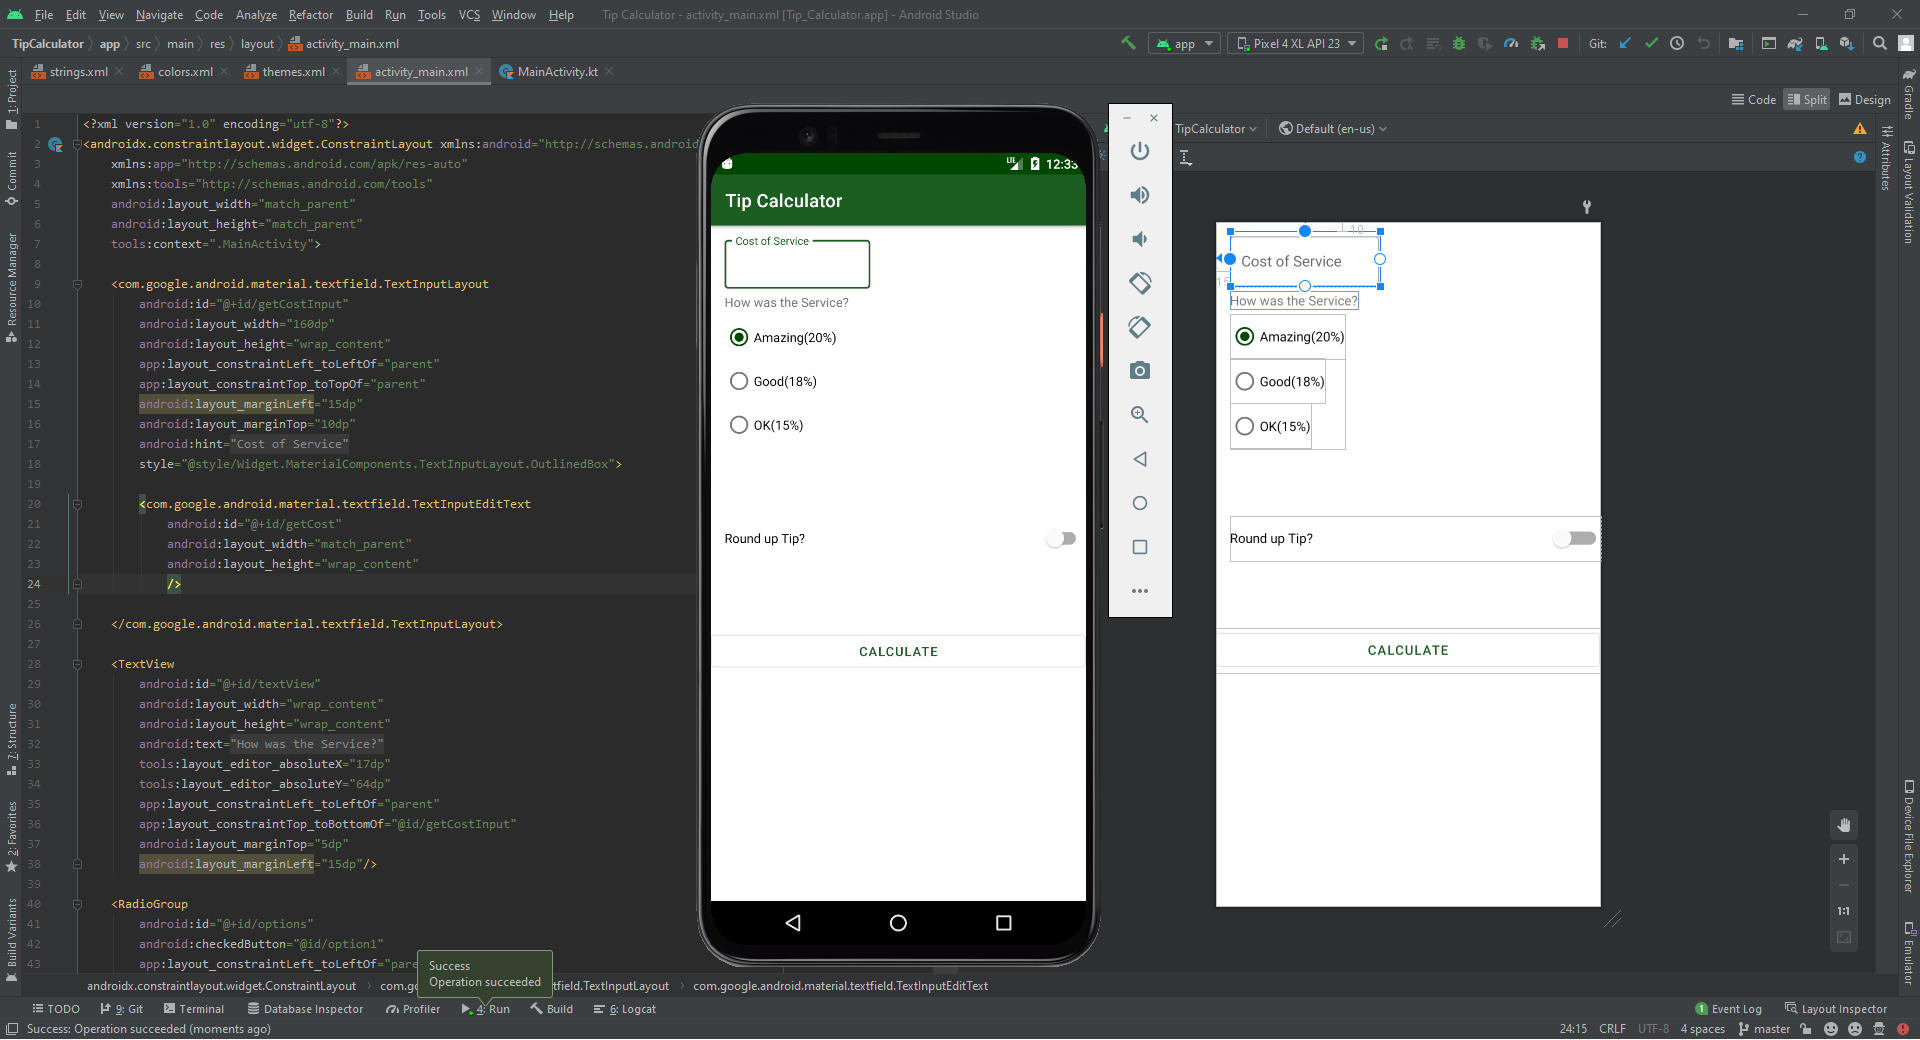 File Edit View Navigate Code Analyze Refactor Build Run Tools VCS Window Help Tip Calculator - activity_main.xml [Tip_Calculator.app] - Android Studio
TipCalculator app src main res layout activity_main.xml app Pixel 4 XL API 23 Git:
strings.xml colors.xml themes.xml activity_main.xml MainActivity.kt
Code Split Design
TipCalculator Default (en-us)
1: Project
Commit
Resource Manager
7: Structure
2: Favorites
Build Variants
1 <?xml version="1.0" encoding="utf-8"?>
2 <androidx.constraintlayout.widget.ConstraintLayout xmlns:android="http://schemas.android
3 xmlns:app="http://schemas.android.com/apk/res-auto"
4 xmlns:tools="http://schemas.android.com/tools"
5 android:layout_width="match_parent"
6 android:layout_height="match_parent"
7 tools:context=".MainActivity">
8
9 <com.google.android.material.textfield.TextInputLayout
10 android:id="@+id/getCostInput"
11 android:layout_width="160dp"
12 android:layout_height="wrap_content"
13 app:layout_constraintLeft_toLeftOf="parent"
14 app:layout_constraintTop_toTopOf="parent"
15 android:layout_marginLeft="15dp"
16 android:layout_marginTop="10dp"
17 android:hint="Cost of Service"
18 style="@style/Widget.MaterialComponents.TextInputLayout.OutlinedBox">
19
20 <com.google.android.material.textfield.TextInputEditText
21 android:id="@+id/getCost"
22 android:layout_width="match_parent"
23 android:layout_height="wrap_content"
24 />
25
26 </com.google.android.material.textfield.TextInputLayout>
27
28 <TextView
29 android:id="@+id/textView"
30 android:layout_width="wrap_content"
31 android:layout_height="wrap_content"
32 android:text="How was the Service?"
33 tools:layout_editor_absoluteX="17dp"
34 tools:layout_editor_absoluteY="64dp"
35 app:layout_constraintLeft_toLeftOf="parent"
36 app:layout_constraintTop_toBottomOf="@id/getCostInput"
37 android:layout_marginTop="5dp"
38 android:layout_marginLeft="15dp"/>
39
40 <RadioGroup
41 android:id="@+id/options"
42 android:checkedButton="@id/option1"
43 app:layout_constraintLeft_toLeftOf="pare
LTE 12:33
Tip Calculator
Cost of Service
How was the Service?
Amazing(20%)
Good(18%)
OK(15%)
Round up Tip?
CALCULATE
10
15
Cost of Service
How was the Service?
Amazing(20%)
Good(18%)
OK(15%)
Round up Tip?
CALCULATE
1:1
Gradle
Attributes
Layout Validation
Device File Explorer
Emulator
Success
Operation succeeded
androidx.constraintlayout.widget.ConstraintLayout com.go tfield.TextInputLayout com.google.android.material.textfield.TextInputEditText
TODO 9: Git Terminal Database Inspector Profiler 4: Run Build 6: Logcat 1 Event Log Layout Inspector
Success: Operation succeeded (moments ago) 24:15 CRLF UTF-8 4 spaces master